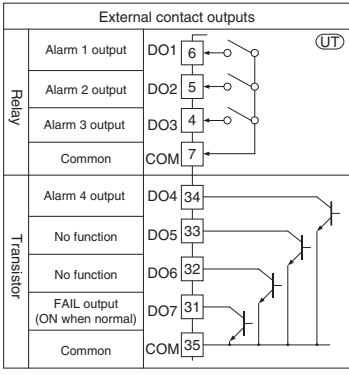 External contact outputs
UT
Relay
Alarm 1 output DO1 6
Alarm 2 output DO2 5
Alarm 3 output DO3 4
Common COM 7
Transistor
Alarm 4 output DO4 34
No function DO5 33
No function DO6 32
FAIL output
(ON when normal) DO7 31
Common COM 35